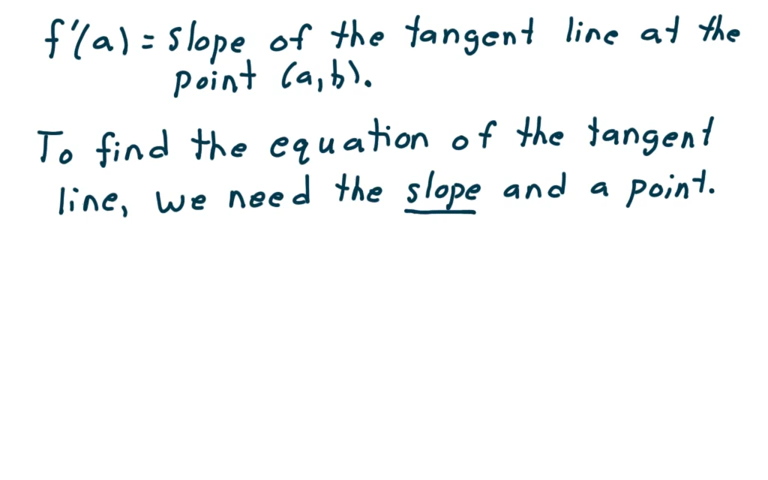 f'(a) = slope of the tangent line at the
point (a,b).
To find the equation of the tangent
line, we need the slope and a point.